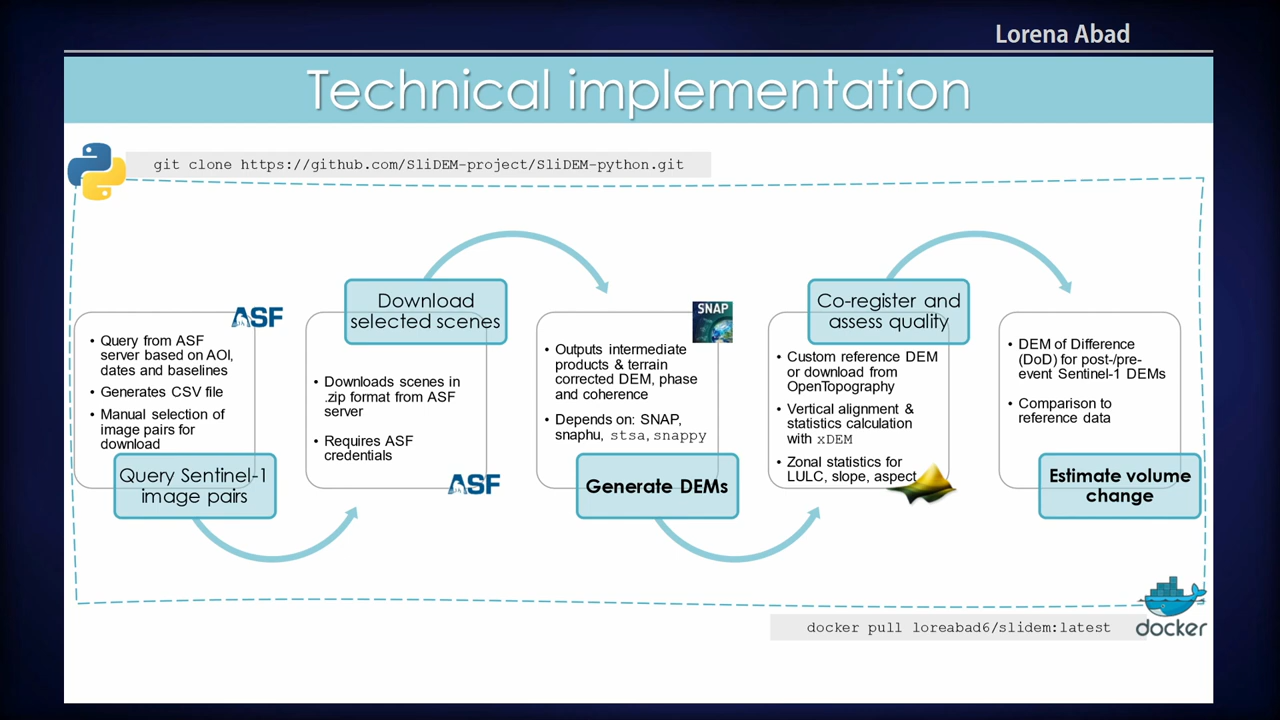 Lorena Abad
Technical implementation
git clone https://github.com/SliDEM-project/SliDEM-python.git
ASF
• Query from ASF
server based on AOI,
dates and baselines
• Generates CSV file
• Manual selection of
image pairs for
download
Query Sentinel-1
image pairs
Download
selected scenes
• Downloads scenes in
.zip format from ASF
server
• Requires ASF
credentials
ASF
SNAP
• Outputs intermediate
products & terrain
corrected DEM, phase
and coherence
• Depends on: SNAP,
snaphu, stsa, snappy
Generate DEMs
Co-register and
assess quality
• Custom reference DEM
or download from
OpenTopography
• Vertical alignment &
statistics calculation
with xDEM
• Zonal statistics for
LULC, slope, aspect
• DEM of Difference
(DoD) for post-/pre-
event Sentinel-1 DEMs
• Comparison to
reference data
Estimate volume
change
docker pull loreabad6/slidem:latest
docker